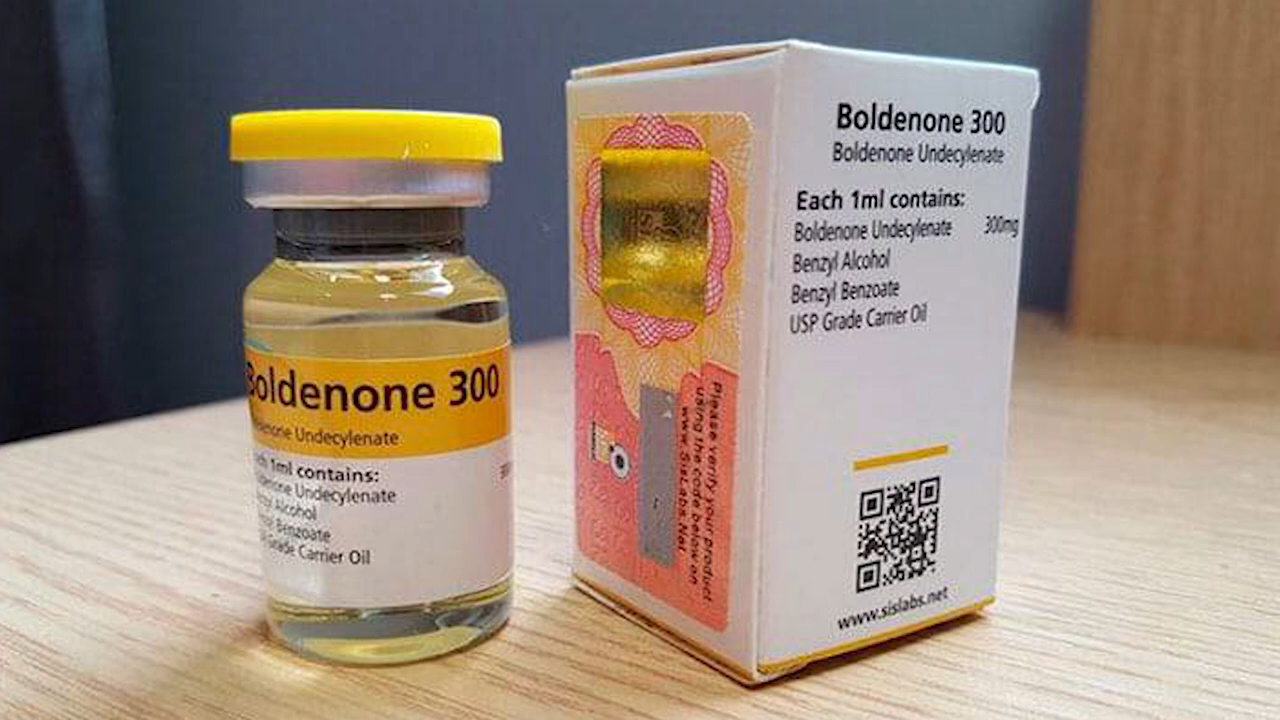 Boldenone 300
Undecylenate
1ml contains:
Undecylenate
Alcohol
Benzoate
Grade Carrier Oil
Please verify your product
using the code below on
www.SisLabs.Net
Boldenone 300
Boldenone Undecylenate
Each 1ml contains:
Boldenone Undecylenate 300mg
Benzyl Alcohol
Benzyl Benzoate
USP Grade Carrier Oil
www.sislabs.net